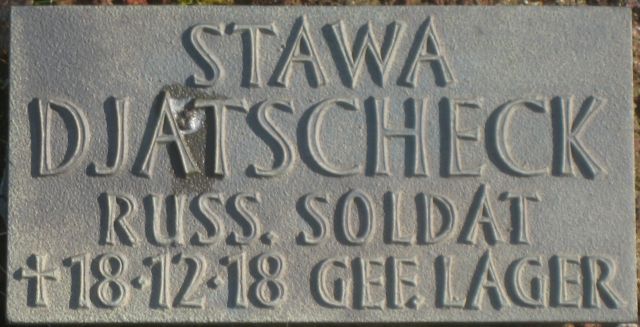 STAWA
DJATSCHECK
RUSS. SOLDAT
† 18·12·18 GEF. LAGER